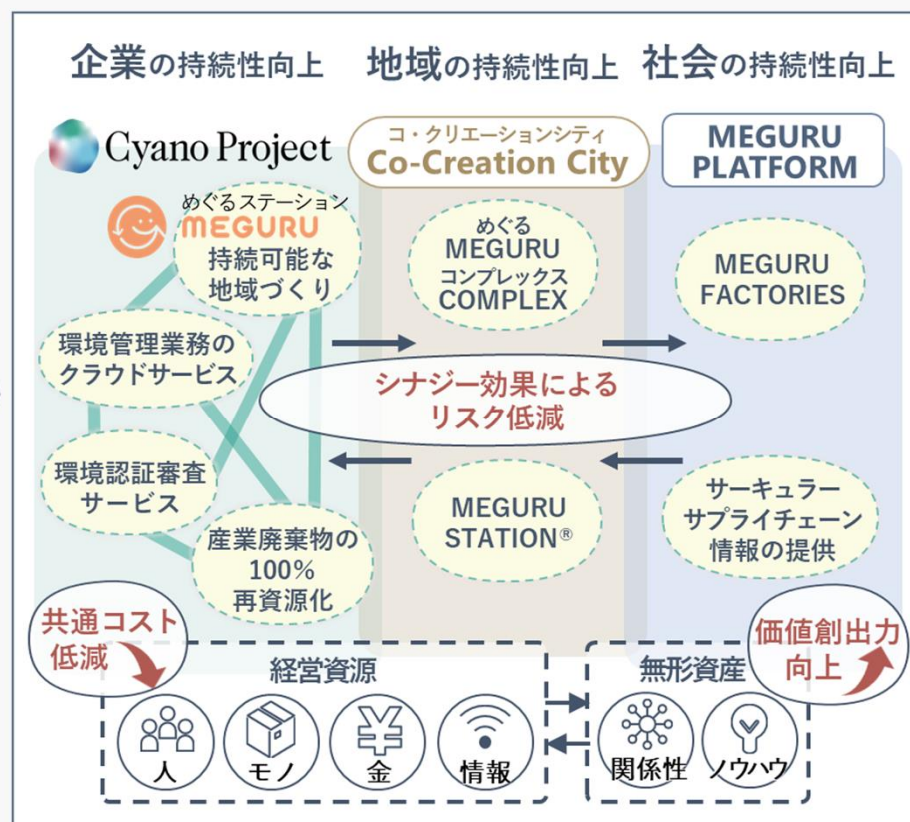 企業の持続性向上
地域の持続性向上
社会の持続性向上
Cyano Project
めぐるステーション
MEGURU
持続可能な
地域づくり
環境管理業務の
クラウドサービス
環境認証審査
サービス
産業廃棄物の
100%
再資源化
コ・クリエーションシティ
Co-Creation City
めぐる
MEGURU
コンプレックス
COMPLEX
シナジー効果による
リスク低減
MEGURU
STATION®
MEGURU
PLATFORM
MEGURU
FACTORIES
サーキュラー
サプライチェーン
情報の提供
共通コスト
低減
価値創出力
向上
経営資源
人
モノ
金
情報
無形資産
関係性
ノウハウ